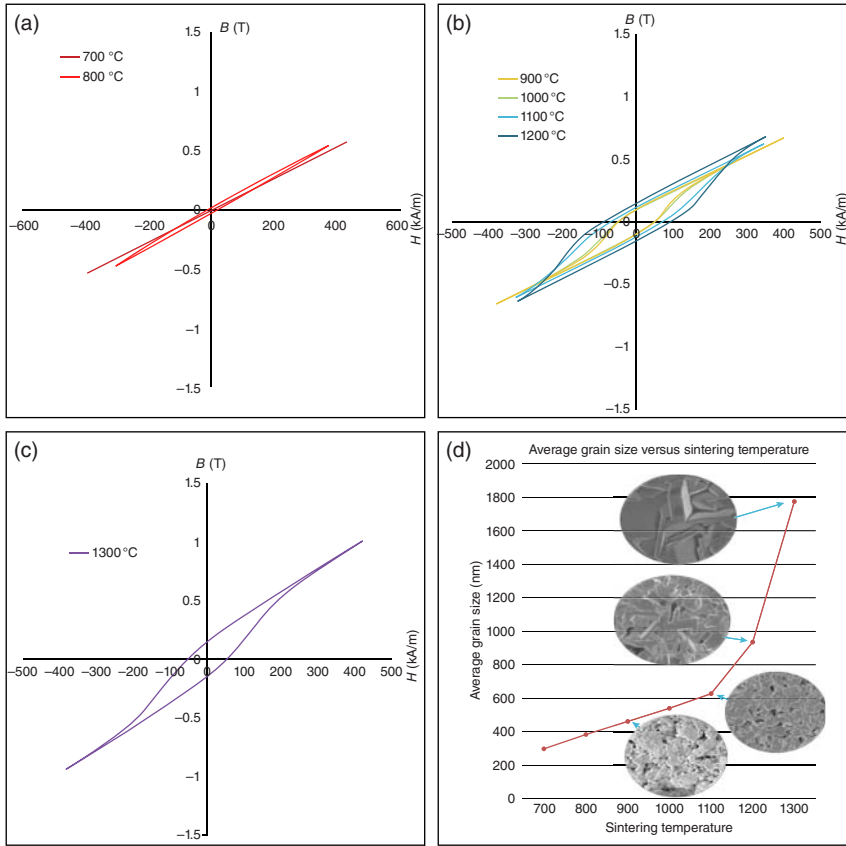 (a)
B (T)
1.5
700 °C
800 °C
1
0.5
0
−600 −400 −200 0 200 400 600
H (kA/m)
−0.5
−1
−1.5
(b)
B (T)
1.5
900 °C
1000 °C
1100 °C
1200 °C
1
0.5
0
−500 −400 −300 −200 −100 0 100 200 300 400 500
H (kA/m)
−0.5
−1
−1.5
(c)
B (T)
1.5
1300 °C
1
0.5
0
−500 −400 −300 −200 −100 0 100 200 300 400 500
H (kA/m)
−0.5
−1
−1.5
(d)
Average grain size versus sintering temperature
2000
1800
1600
1400
1200
1000
800
600
400
200
0
Average grain size (nm)
700 800 900 1000 1100 1200 1300
Sintering temperature